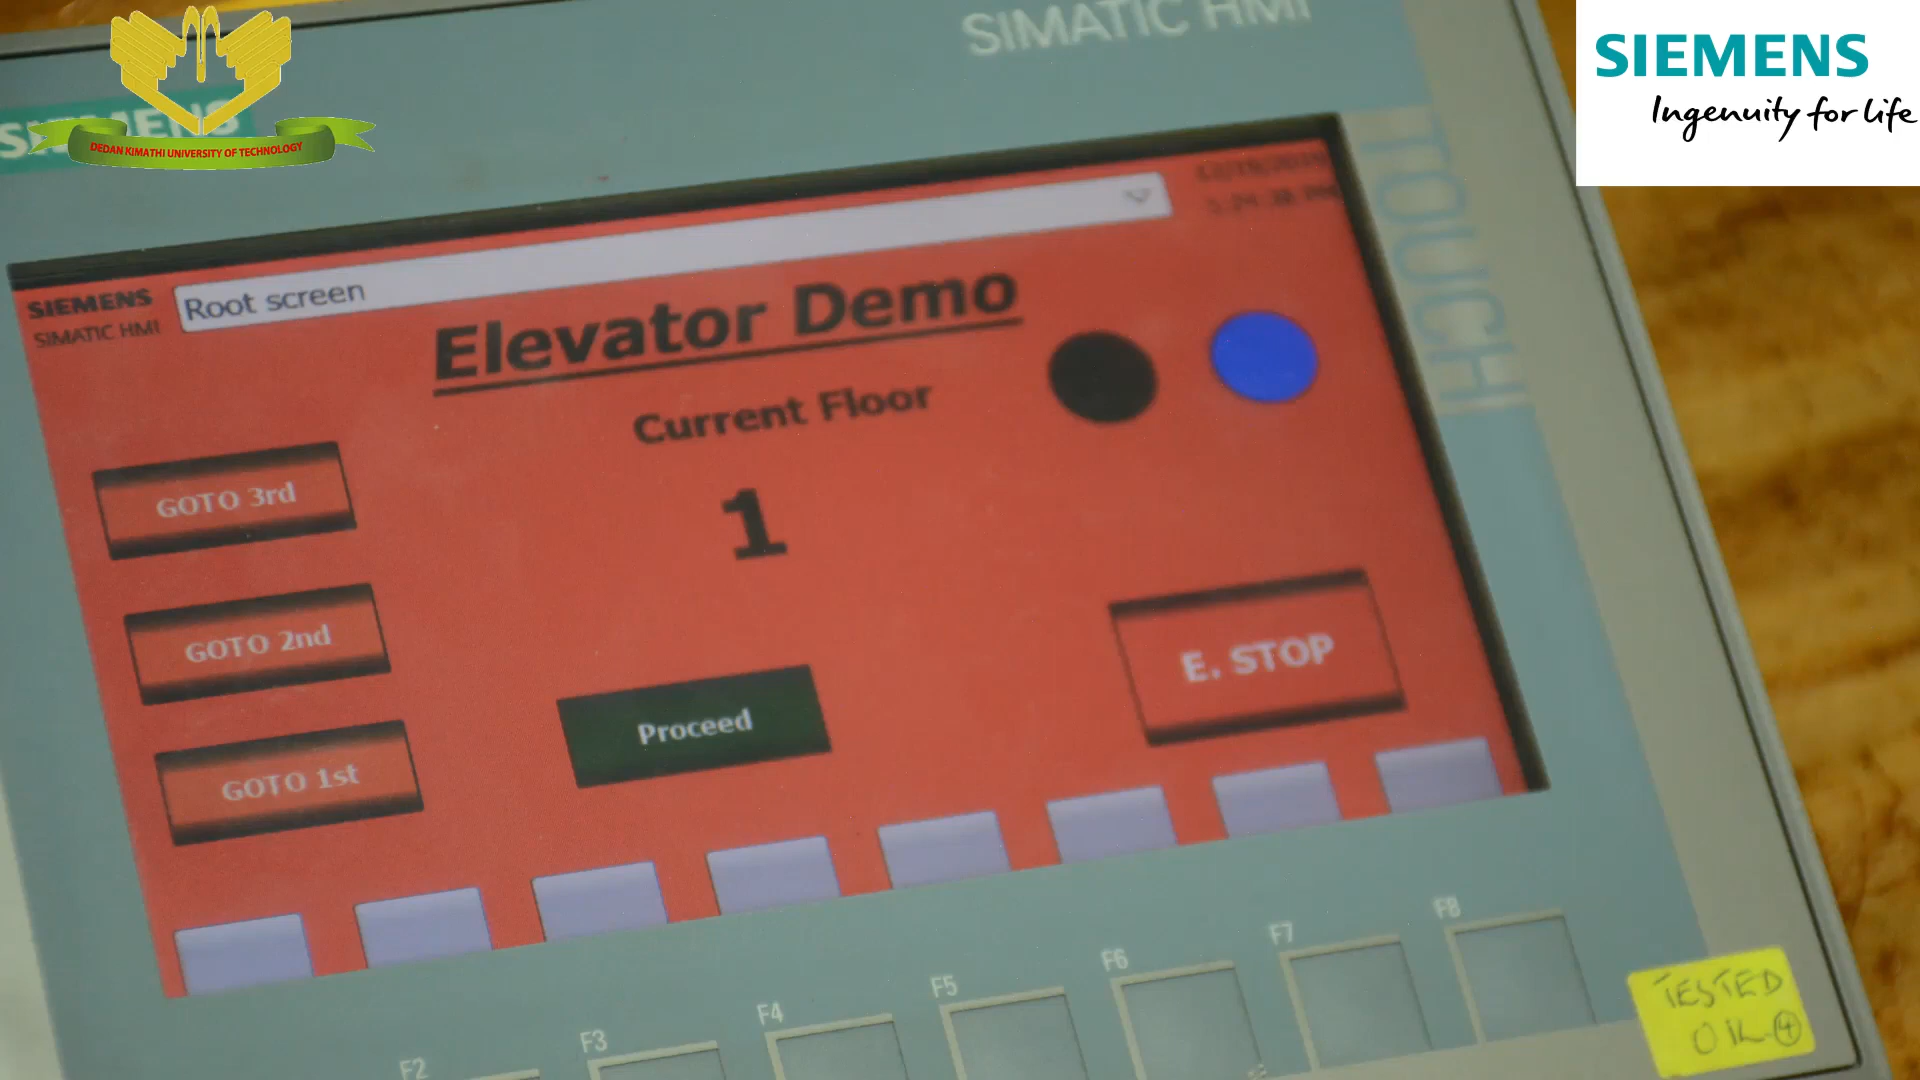 SIMATIC HMI
SIEMENS
Ingenuity for life
SIEMENS
DEDAN KIMATHI UNIVERSITY OF TECHNOLOGY
TOUCH
SIEMENS
SIMATIC HMI
Root screen
Elevator Demo
Current Floor
1
GOTO 3rd
GOTO 2nd
GOTO 1st
Proceed
E. STOP
F2
F3
F4
F5
F6
F7
F8
TESTED
OK 4